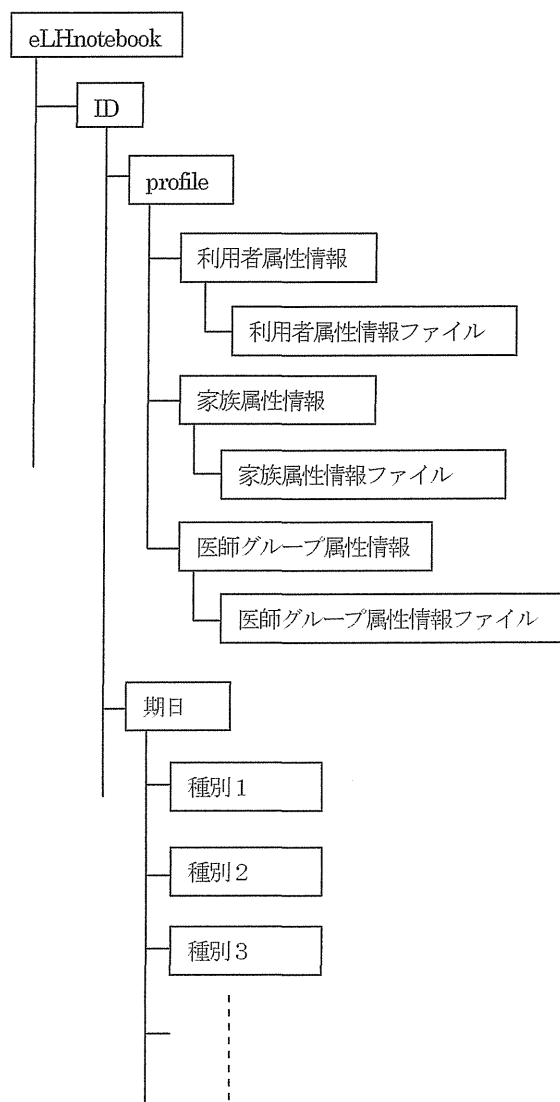 eLHnotebook
ID
profile
利用者属性情報
利用者属性情報ファイル
家族属性情報
家族属性情報ファイル
医師グループ属性情報
医師グループ属性情報ファイル
期日
種別１
種別２
種別３